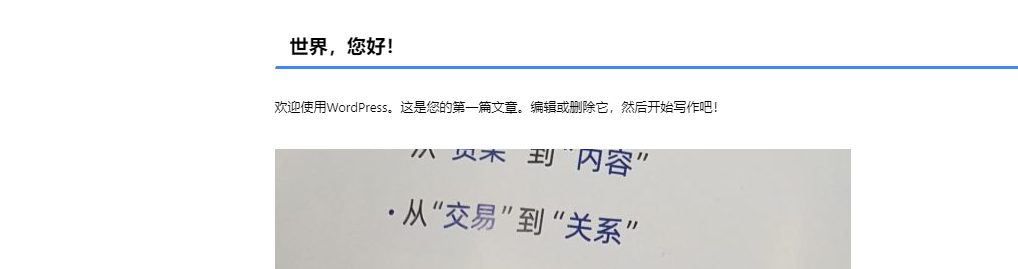 世界，您好！
欢迎使用WordPress。这是您的第一篇文章。编辑或删除它，然后开始写作吧！
从“货架”到“内容”
• 从“交易”到“关系”